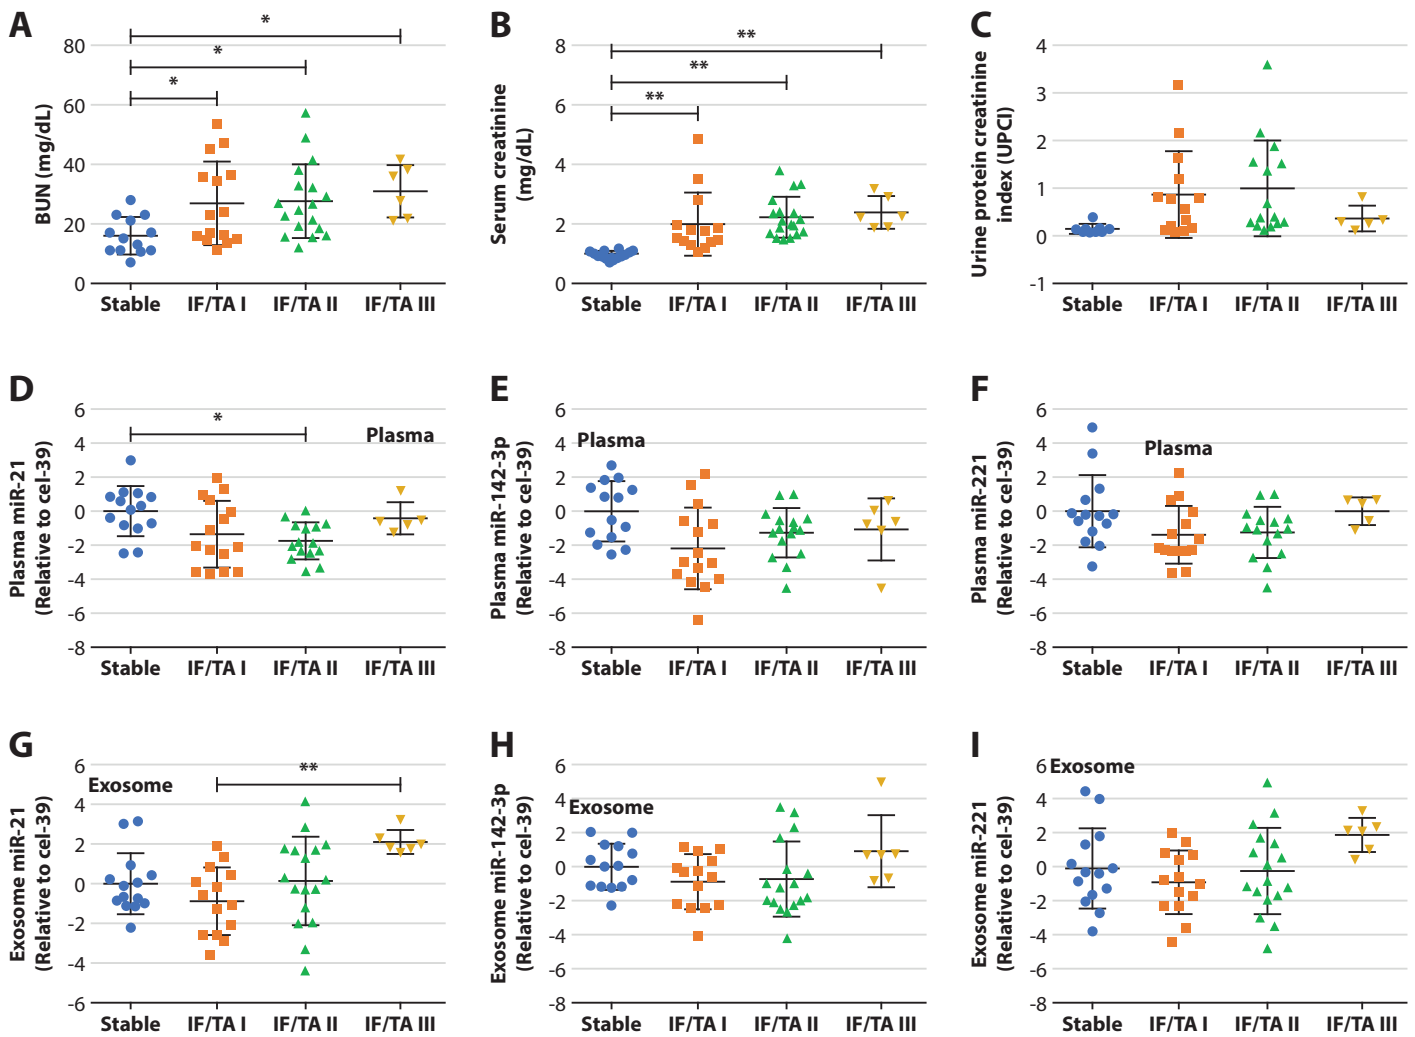 A
BUN (mg/dL)
80
60
40
20
0
*
*
*
Stable IF/TA I IF/TA II IF/TA III
B
Serum creatinine
(mg/dL)
8
6
4
2
0
**
**
**
Stable IF/TA I IF/TA II IF/TA III
C
Urine protein creatinine
index (UPCI)
4
3
2
1
0
-1
Stable IF/TA I IF/TA II IF/TA III
D
Plasma miR-21
(Relative to cel-39)
6
4
2
0
-2
-4
-6
-8
*
Plasma
Stable IF/TA I IF/TA II IF/TA III
E
Plasma miR-142-3p
(Relative to cel-39)
6
4
2
0
-2
-4
-6
-8
Plasma
Stable IF/TA I IF/TA II IF/TA III
F
Plasma miR-221
(Relative to cel-39)
6
4
2
0
-2
-4
-6
-8
Plasma
Stable IF/TA I IF/TA II IF/TA III
G
Exosome miR-21
(Relative to cel-39)
6
4
2
0
-2
-4
-6
**
Exosome
Stable IF/TA I IF/TA II IF/TA III
H
Exosome miR-142-3p
(Relative to cel-39)
6
4
2
0
-2
-4
-6
-8
Exosome
Stable IF/TA I IF/TA II IF/TA III
I
Exosome miR-221
(Relative to cel-39)
6
4
2
0
-2
-4
-6
-8
Exosome
Stable IF/TA I IF/TA II IF/TA III